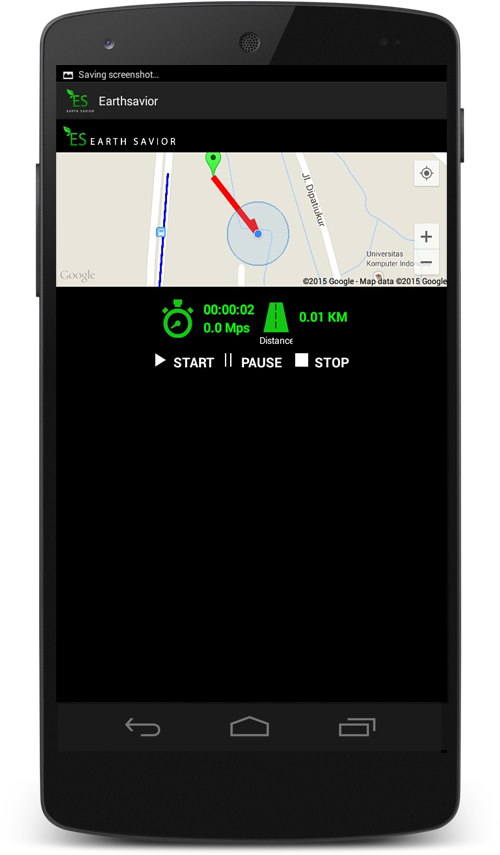 Saving screenshot...
ES
EARTH SAVIOR
Earthsavior
ES EARTH SAVIOR
Jl. Dipatiukur
Universitas
Komputer Indo
Google
©2015 Google - Map data ©2015 Google
00:00:02
0.0 Mps
0.01 KM
Distance
START PAUSE STOP